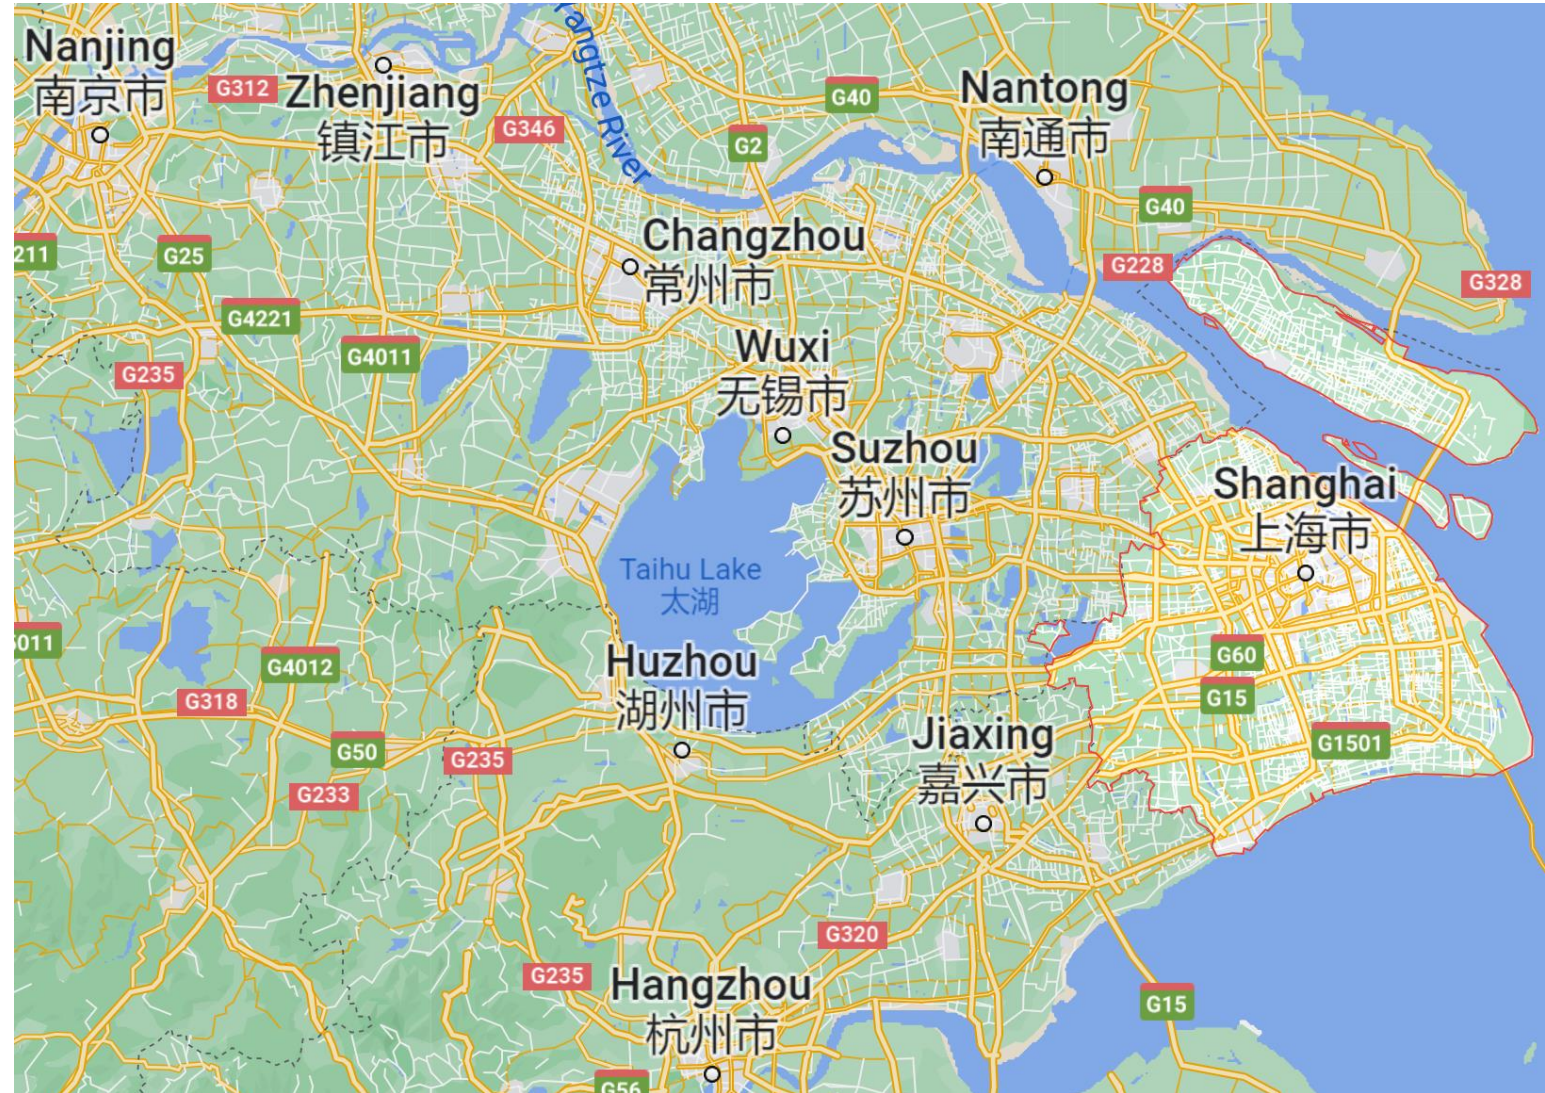 Nanjing
南京市
G312
Zhenjiang
镇江市
G346
Yangtze River
G40
G2
Nantong
南通市
G40
G228
G328
211
G25
Changzhou
常州市
G4221
G4011
G235
Wuxi
无锡市
Suzhou
苏州市
Shanghai
上海市
Taihu Lake
太湖
5011
G4012
G318
G50
G233
G235
Huzhou
湖州市
G60
G15
G1501
Jiaxing
嘉兴市
G320
G235
Hangzhou
杭州市
G15
G56